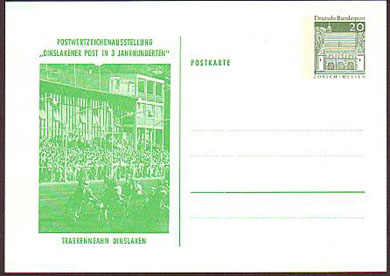 POSTWERTZEICHENAUSSTELLUNG
„DINSLAKENER POST IN 3 JAHRHUNDERTEN"
TRABRENNBAHN DINSLAKEN
Deutsche Bundespost
20
LORSCH/HESSEN
POSTKARTE